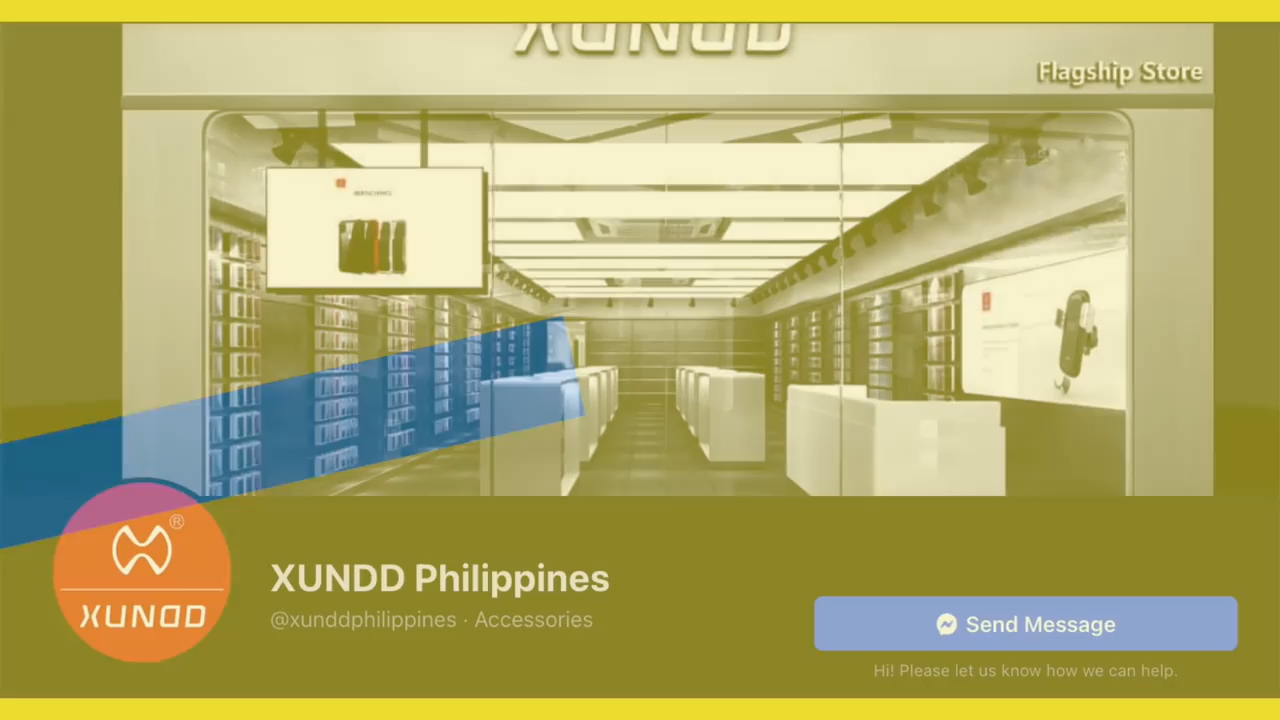 XUNDD
Flagship Store
®
XUNDD
XUNDD Philippines
@xunddphilippines · Accessories
Send Message
Hi! Please let us know how we can help.